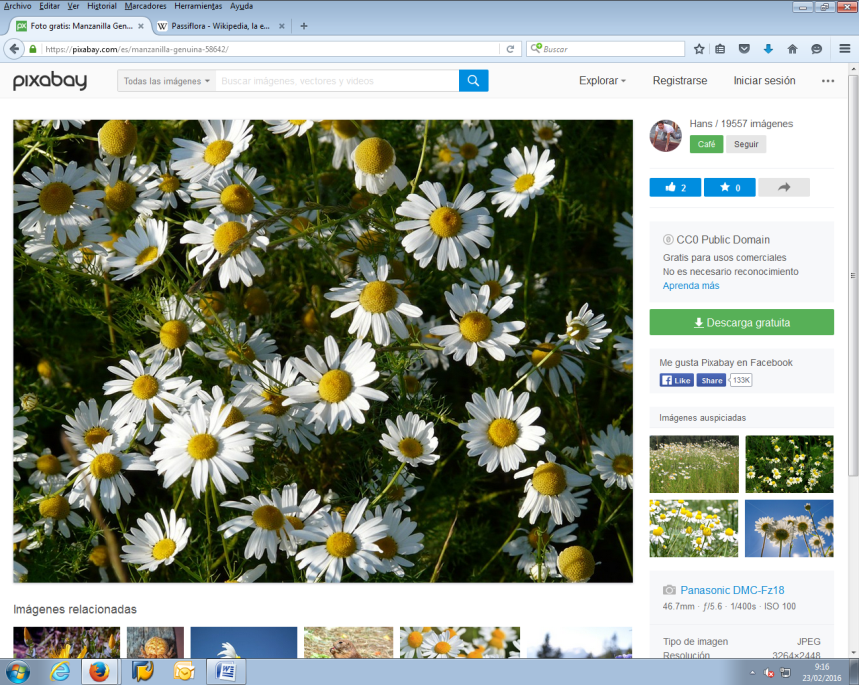 Archivo Editar Ver Historial Marcadores Herramientas Ayuda
Foto gratis: Manzanilla Gen... × Passiflora - Wikipedia, la e... × +
https://pixabay.com/es/manzanilla-genuina-58642/
Buscar
pixabay
Todas las imágenes
Buscar imágenes, vectores y videos
Explorar
Registrarse
Iniciar sesión
Hans / 19557 imágenes
Café Seguir
2 0
CC0 Public Domain
Gratis para usos comerciales
No es necesario reconocimiento
Aprenda más
Descarga gratuita
Me gusta Pixabay en Facebook
Like Share 133K
Imágenes auspiciadas
Panasonic DMC-Fz18
46.7mm · ƒ/5.6 · 1/400s · ISO 100
Tipo de imagen JPEG
Resolución 3264×2448
Imágenes relacionadas
9:16
23/02/2016